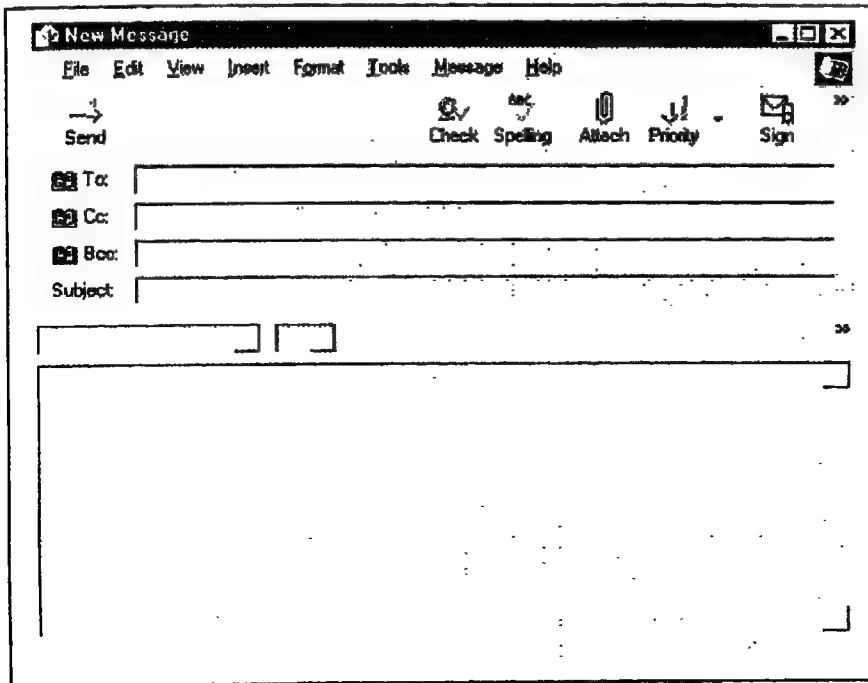 New Message
File Edit View Insert Format Tools Message Help
Send Check Spelling Attach Priority Sign »
To:
Cc:
Bcc:
Subject:
»